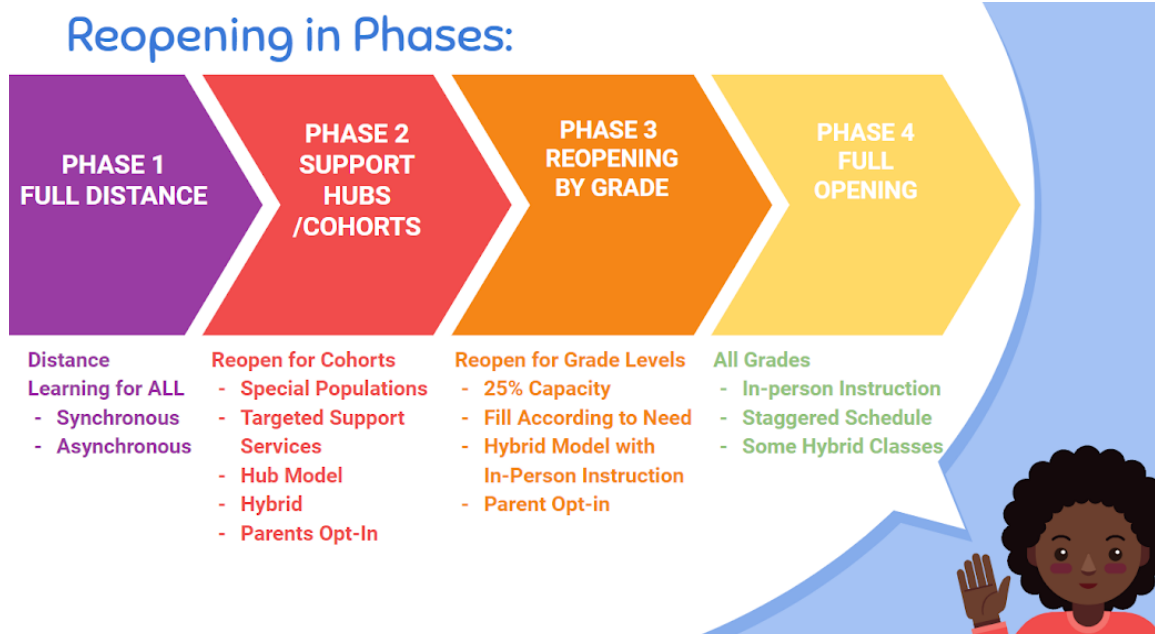 Reopening in Phases:
PHASE 1
FULL DISTANCE
PHASE 2
SUPPORT
HUBS
/COHORTS
PHASE 3
REOPENING
BY GRADE
PHASE 4
FULL
OPENING
Distance
Learning for ALL
- Synchronous
- Asynchronous
Reopen for Cohorts
- Special Populations
- Targeted Support
Services
- Hub Model
- Hybrid
- Parents Opt-In
Reopen for Grade Levels
- 25% Capacity
- Fill According to Need
- Hybrid Model with
In-Person Instruction
- Parent Opt-in
All Grades
- In-person Instruction
- Staggered Schedule
- Some Hybrid Classes